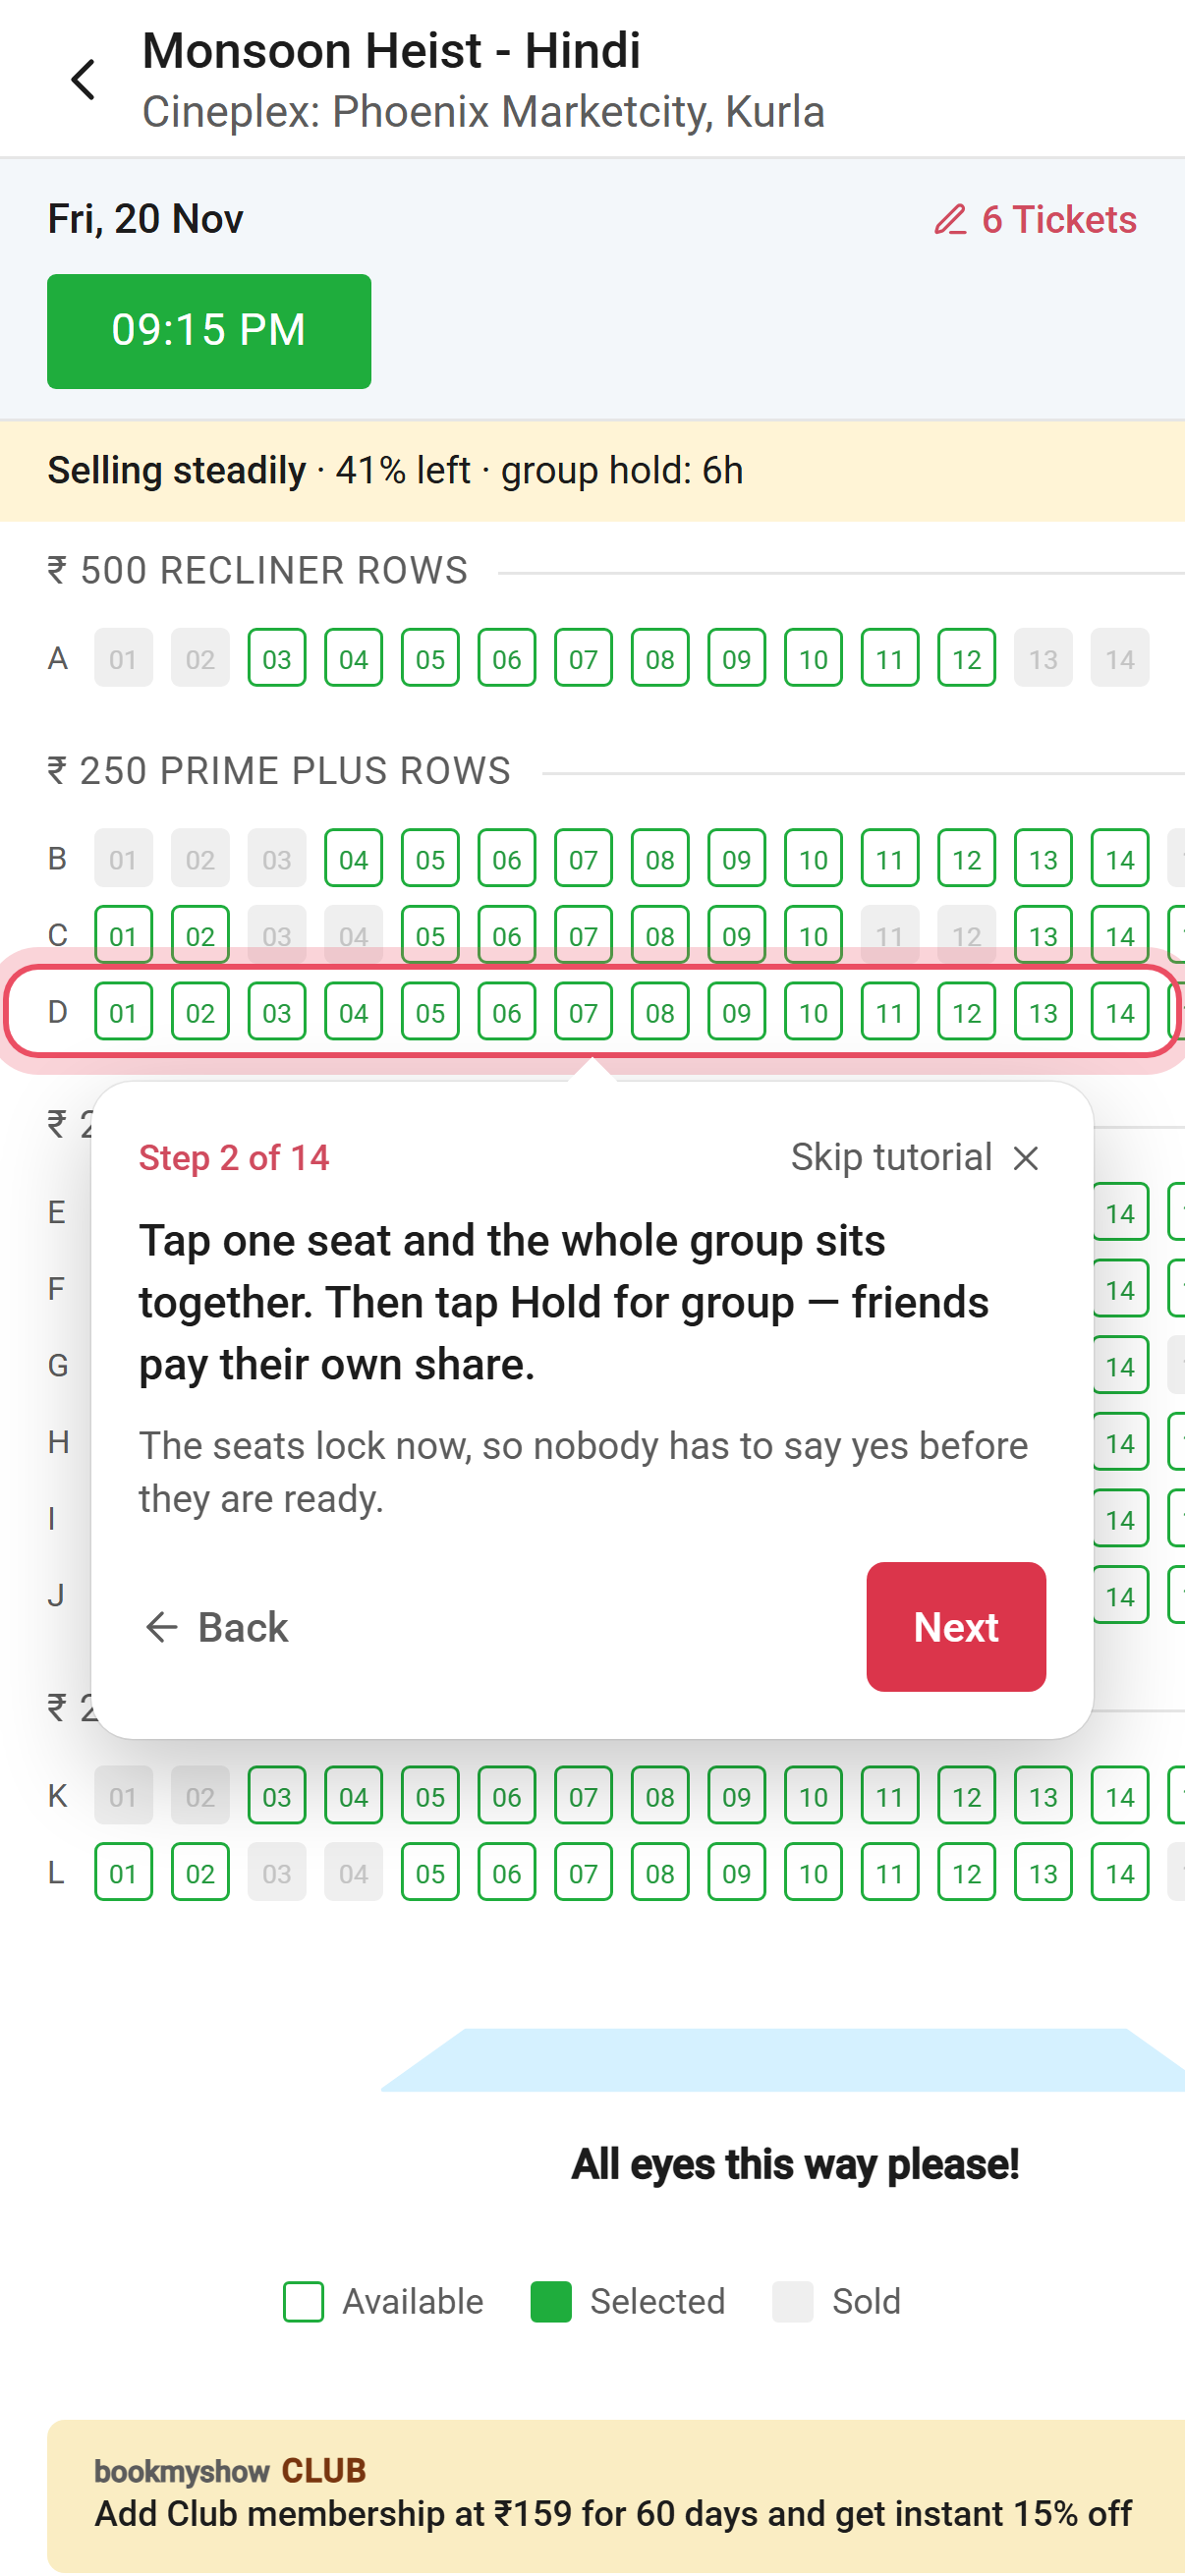 Monsoon Heist - Hindi
Cineplex: Phoenix Marketcity, Kurla
Fri, 20 Nov
6 Tickets
09:15 PM
Selling steadily · 41% left · group hold: 6h
₹ 500 RECLINER ROWS
A 01 02 03 04 05 06 07 08 09 10 11 12 13 14
₹ 250 PRIME PLUS ROWS
B 01 02 03 04 05 06 07 08 09 10 11 12 13 14
C 01 02 03 04 05 06 07 08 09 10 11 12 13 14
D 01 02 03 04 05 06 07 08 09 10 11 12 13 14
₹ 2
Step 2 of 14
Skip tutorial
Tap one seat and the whole group sits
together. Then tap Hold for group — friends
pay their own share.
The seats lock now, so nobody has to say yes before
they are ready.
Back
Next
E 14
F 14
G 14
H 14
I 14
J 14
₹ 2
K 01 02 03 04 05 06 07 08 09 10 11 12 13 14
L 01 02 03 04 05 06 07 08 09 10 11 12 13 14
All eyes this way please!
Available
Selected
Sold
bookmyshow CLUB
Add Club membership at ₹159 for 60 days and get instant 15% off